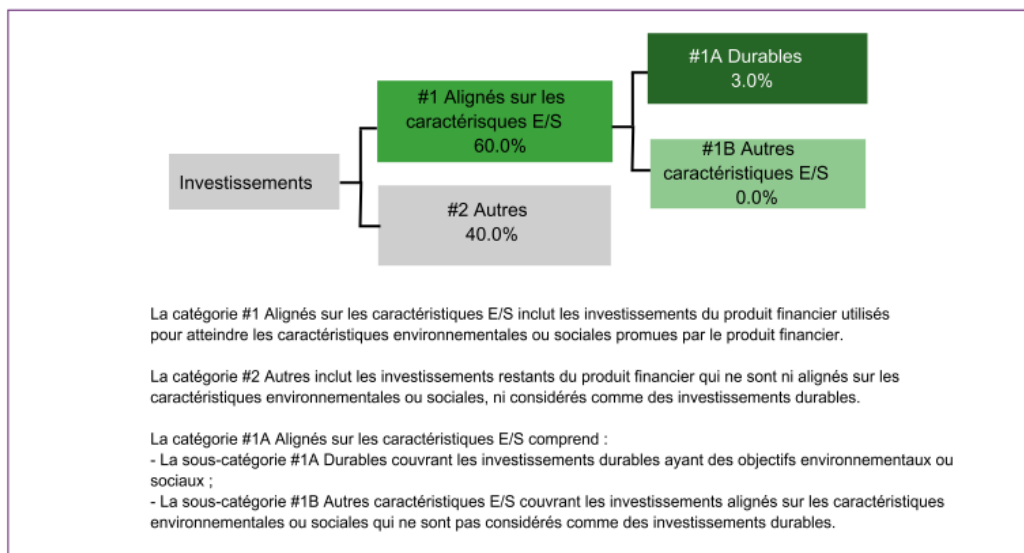 #1A Durables
3.0%
#1 Alignés sur les
caractérisques E/S
60.0%
#1B Autres
caractéristiques E/S
0.0%
Investissements
#2 Autres
40.0%
La catégorie #1 Alignés sur les caractéristiques E/S inclut les investissements du produit financier utilisés
pour atteindre les caractéristiques environnementales ou sociales promues par le produit financier.
La catégorie #2 Autres inclut les investissements restants du produit financier qui ne sont ni alignés sur les
caractéristiques environnementales ou sociales, ni considérés comme des investissements durables.
La catégorie #1A Alignés sur les caractéristiques E/S comprend :
- La sous-catégorie #1A Durables couvrant les investissements durables ayant des objectifs environnementaux ou
sociaux ;
- La sous-catégorie #1B Autres caractéristiques E/S couvrant les investissements alignés sur les caractéristiques
environnementales ou sociales qui ne sont pas considérés comme des investissements durables.